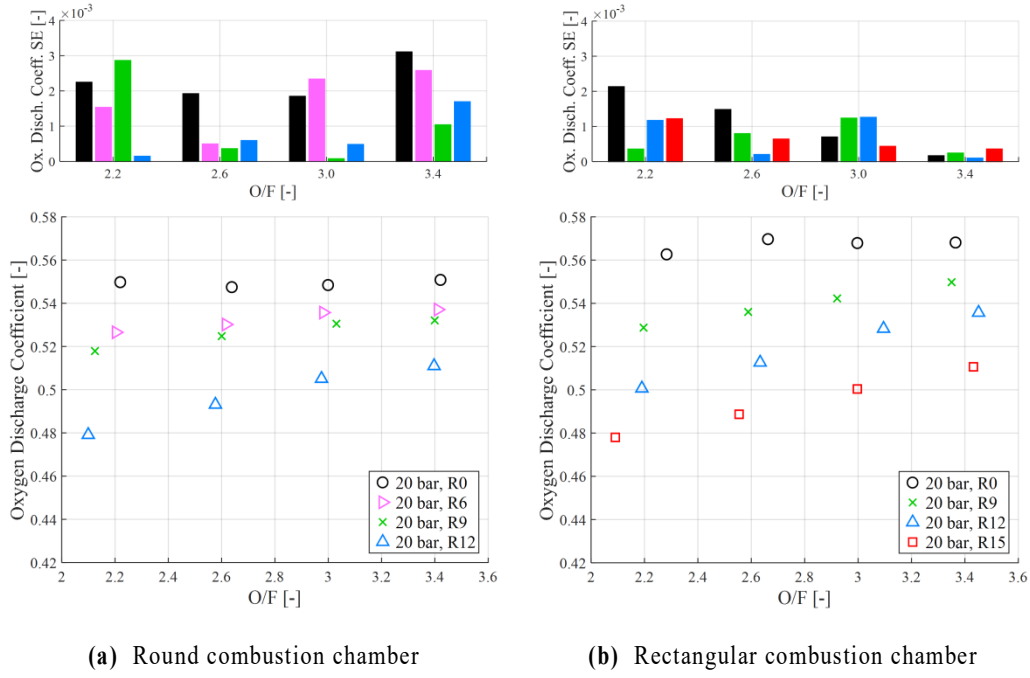 ×10⁻³
Ox. Disch. Coeff. SE [-]
4
3
2
1
0
2.2 2.6 3.0 3.4
O/F [-]
Oxygen Discharge Coefficient [-]
0.58
0.56
0.54
0.52
0.5
0.48
0.46
0.44
0.42
20 bar, R0
20 bar, R6
20 bar, R9
20 bar, R12
2 2.2 2.4 2.6 2.8 3 3.2 3.4 3.6
O/F [-]
(a) Round combustion chamber
×10⁻³
Ox. Disch. Coeff. SE [-]
4
3
2
1
0
2.2 2.6 3.0 3.4
O/F [-]
Oxygen Discharge Coefficient [-]
0.58
0.56
0.54
0.52
0.5
0.48
0.46
0.44
0.42
20 bar, R0
20 bar, R9
20 bar, R12
20 bar, R15
2 2.2 2.4 2.6 2.8 3 3.2 3.4 3.6
O/F [-]
(b) Rectangular combustion chamber